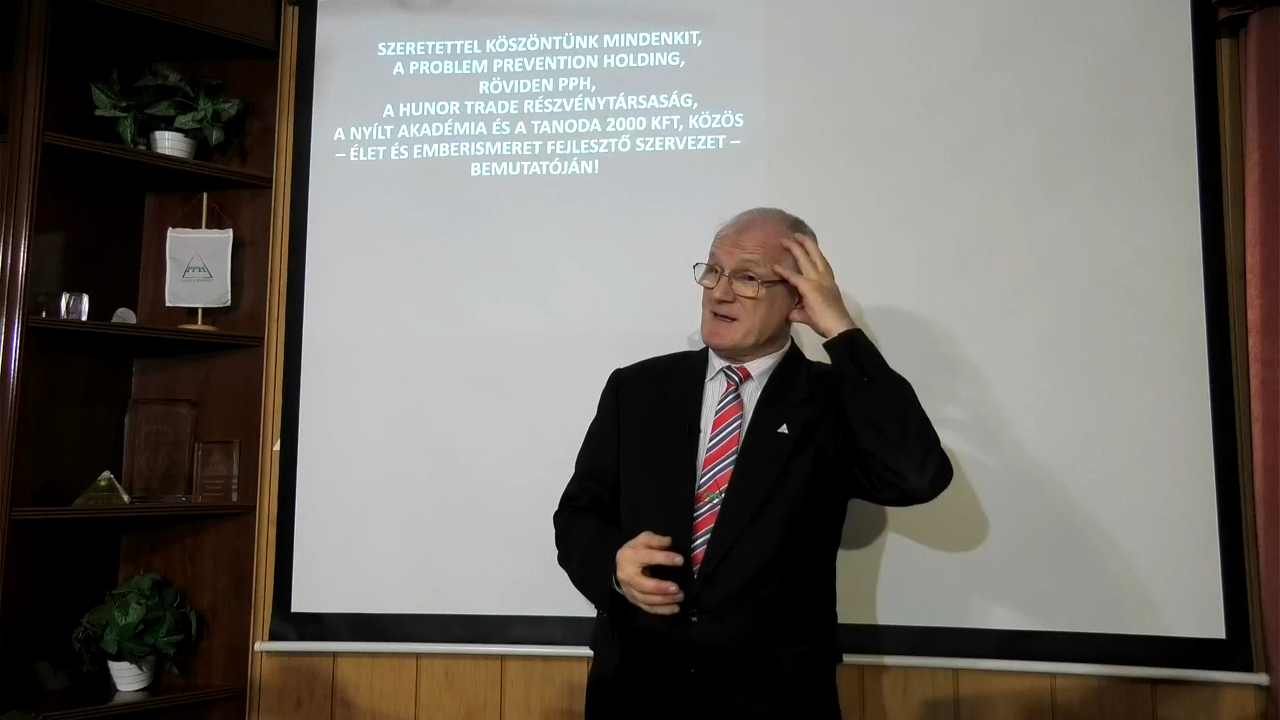 SZERETETTEL KÖSZÖNTÜNK MINDENKIT,
A PROBLEM PREVENTION HOLDING,
RÖVIDEN PPH,
A HUNOR TRADE RÉSZVÉNYTÁRSASÁG,
A NYÍLT AKADÉMIA ÉS A TANODA 2000 KFT, KÖZÖS
– ÉLET ÉS EMBERISMERET FEJLESZTŐ SZERVEZET –
BEMUTATÓJÁN!